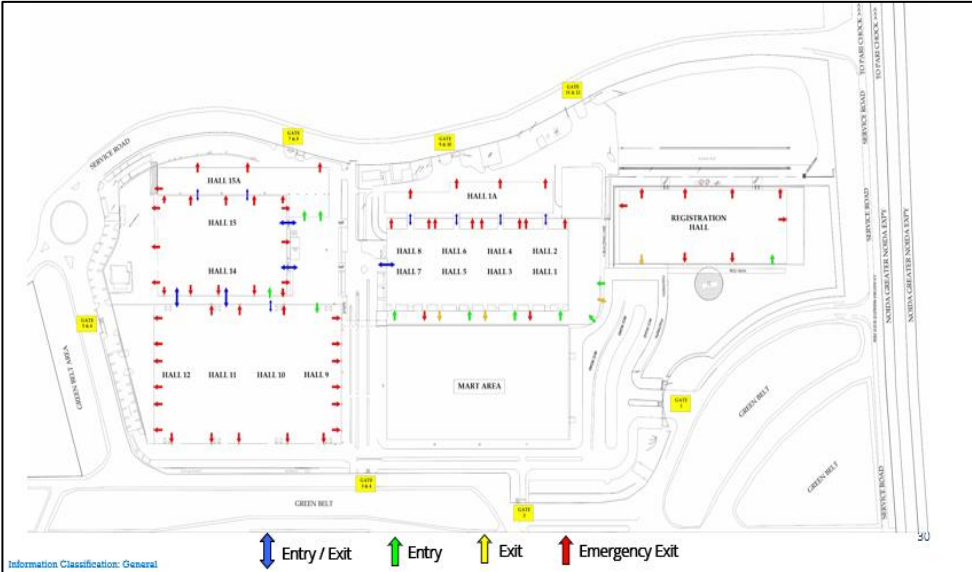 TO PARI CHOCK >>>
TO PARI CHOCK >>>
SERVICE ROAD
NOIDA GREATER NOIDA EXPY
NOIDA GREATER NOIDA EXPY
SERVICE ROAD
SERVICE ROAD
GATE
11 & 12
GATE
7 & 8
GATE
9 & 10
HALL 15A
HALL 1A
HALL 15
REGISTRATION
HALL
HALL 8
HALL 6
HALL 4
HALL 2
HALL 14
HALL 7
HALL 5
HALL 3
HALL 1
GATE
GREEN BELT AREA
HALL 12
HALL 11
HALL 10
HALL 9
MART AREA
GATE
1
GREEN BELT
GREEN BELT
GATE
3 & 4
GREEN BELT
GATE
2
30
Entry / Exit
Entry
Exit
Emergency Exit
Information Classification: General